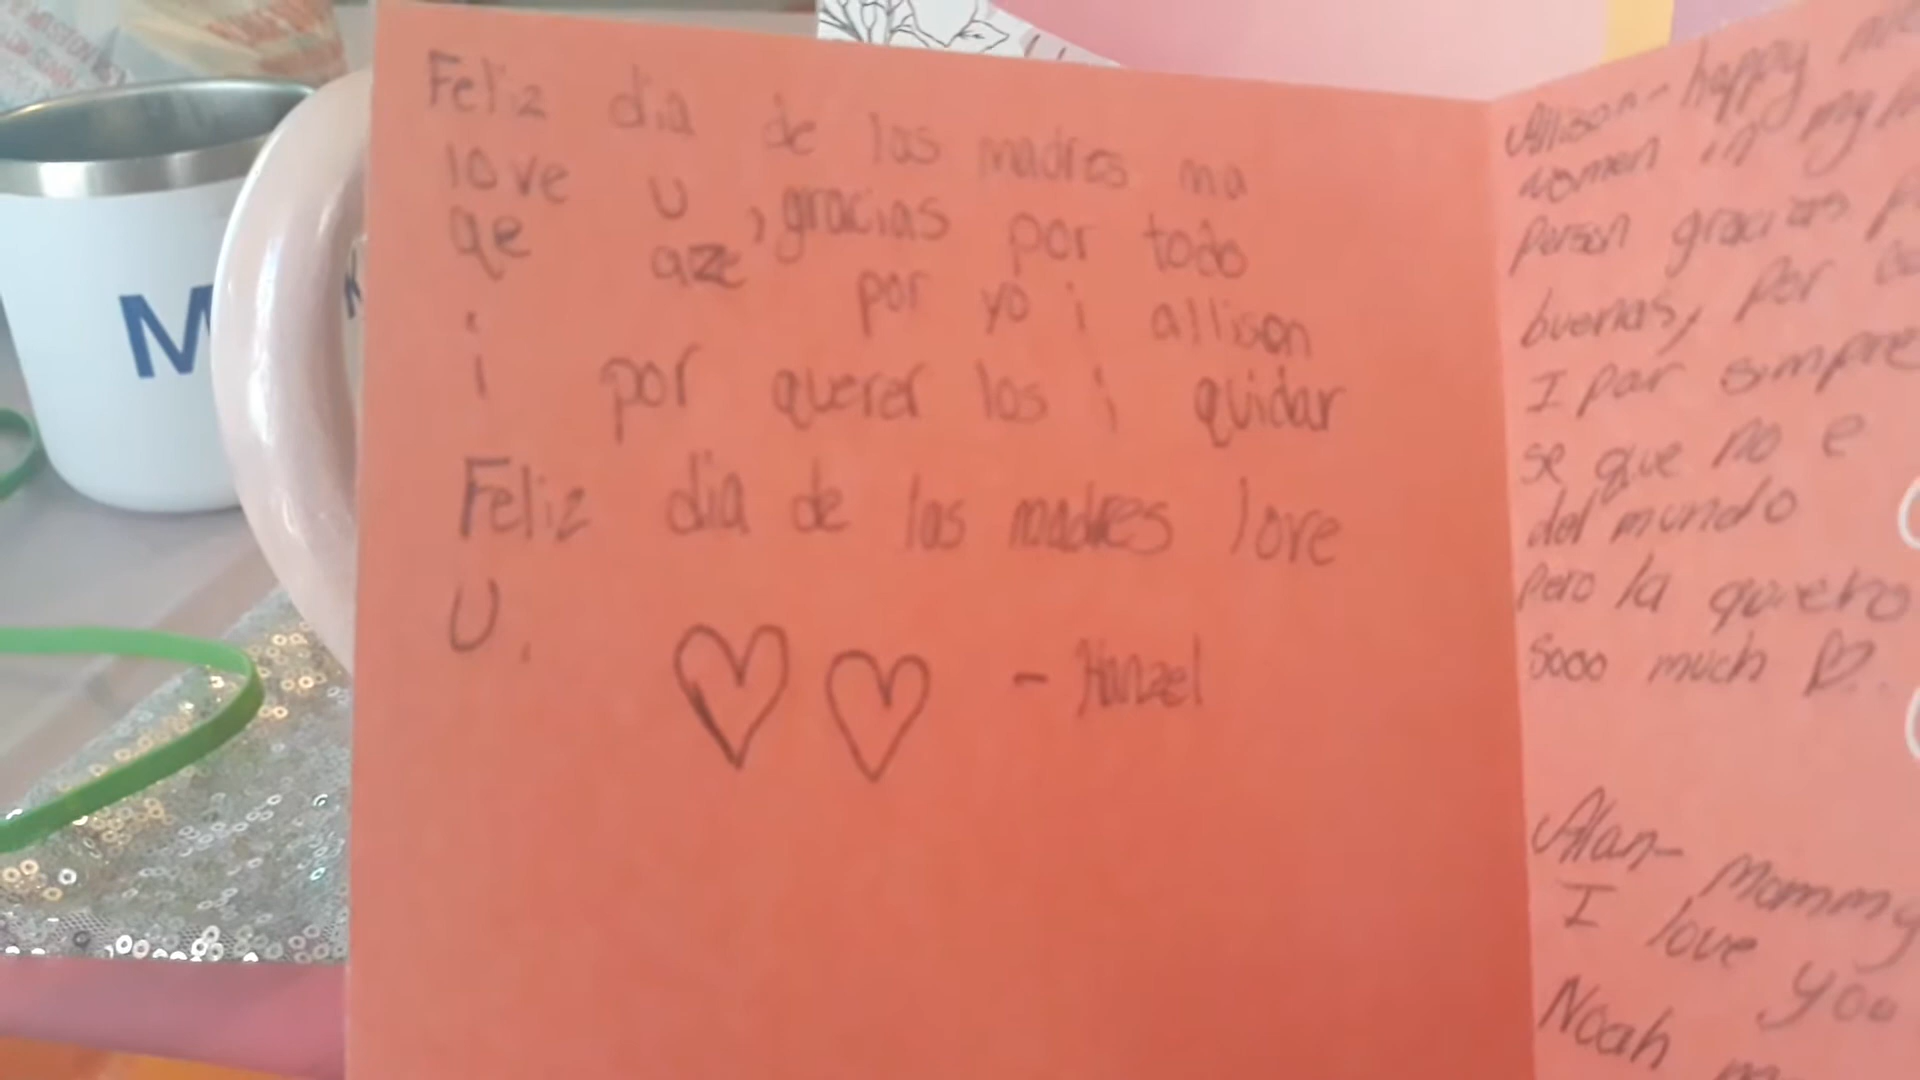 Feliz dia de las madres ma
love u, gracias por todo
qe aze por yo i allison
i por querer los i quidar
Feliz dia de las madres love
U.
- Hanzel
Allison- happy
women in my
person gracias
buenas, por
I par simpre
se que no e
del mundo
pero la quiero
Sooo much
Alan- Mommy
I love you
Noah
M